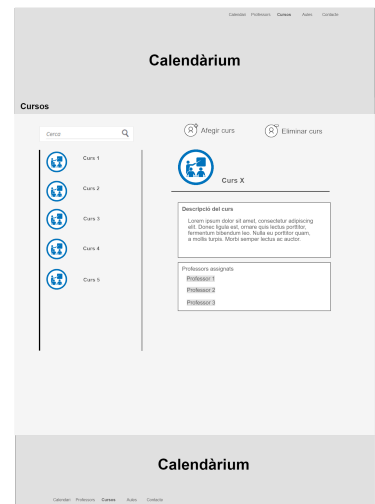 Calendari Professors Cursos Aules Contacte
Calendàrium
Cursos
Cerca
Afegir curs
Eliminar curs
Curs 1
Curs 2
Curs 3
Curs 4
Curs 5
Curs X
Descripció del curs
Lorem ipsum dolor sit amet, consectetur adipiscing
elit. Donec ligula est, ornare quis lectus porttitor,
fermentum bibendum leo. Nulla eu porttitor quam,
a mollis turpis. Morbi semper lectus ac auctor.
Professors assignats
Professor 1
Professor 2
Professor 3
Calendàrium
Calendari Professors Cursos Aules Contacte